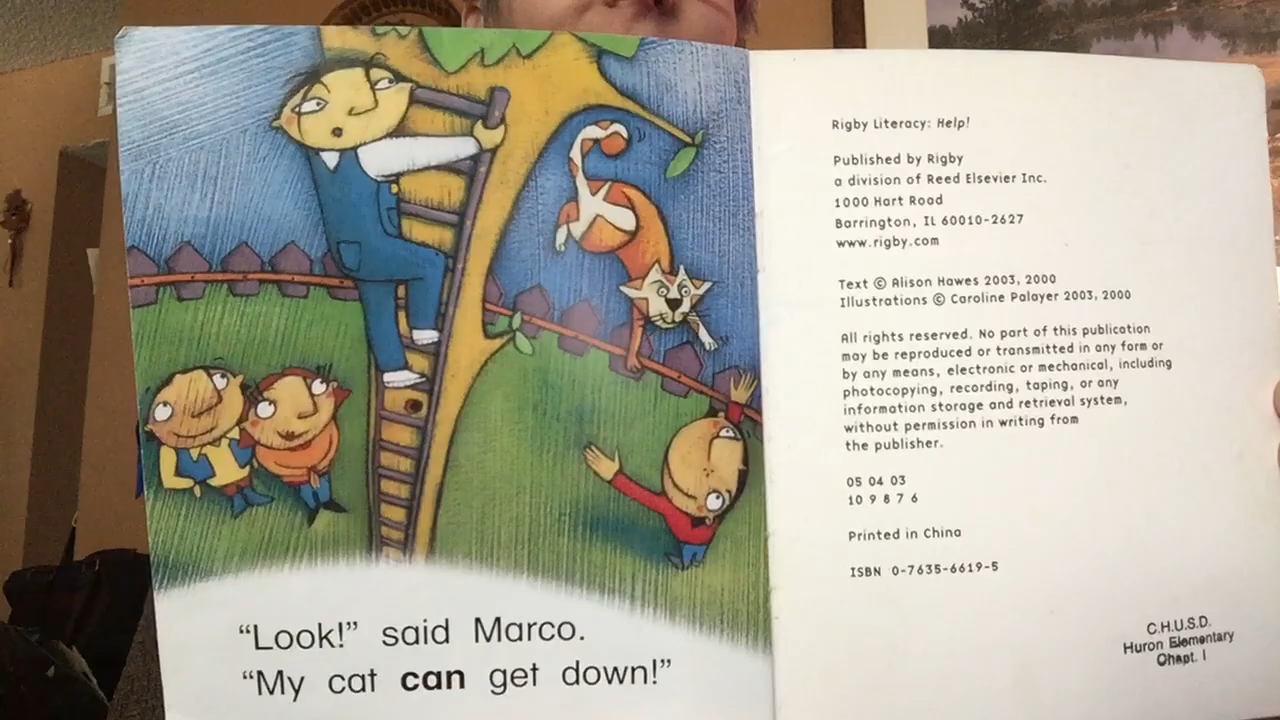 “Look!” said Marco.
“My cat can get down!”
Rigby Literacy: Help!
Published by Rigby
a division of Reed Elsevier Inc.
1000 Hart Road
Barrington, IL 60010-2627
www.rigby.com
Text © Alison Hawes 2003, 2000
Illustrations © Caroline Palayer 2003, 2000
All rights reserved. No part of this publication
may be reproduced or transmitted in any form or
by any means, electronic or mechanical, including
photocopying, recording, taping, or any
information storage and retrieval system,
without permission in writing from
the publisher.
05 04 03
10 9 8 7 6
Printed in China
ISBN 0-7635-6619-5
C.H.U.S.D.
Huron Elementary
Chapt. I